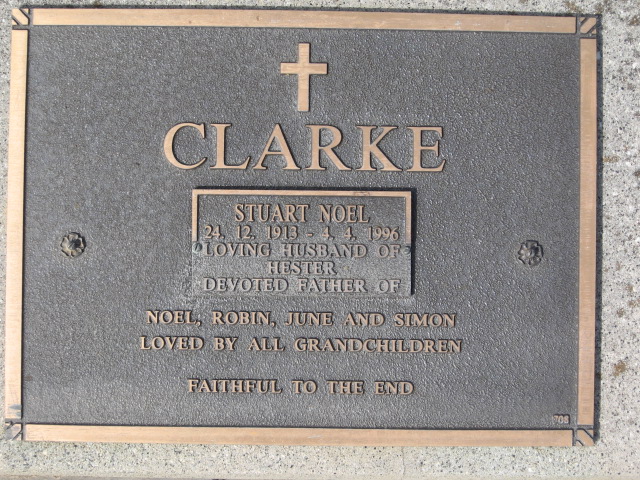 CLARKE
STUART NOEL
24. 12. 1913 - 4. 4. 1996
LOVING HUSBAND OF
HESTER
DEVOTED FATHER OF
NOEL, ROBIN, JUNE AND SIMON
LOVED BY ALL GRANDCHILDREN
FAITHFUL TO THE END